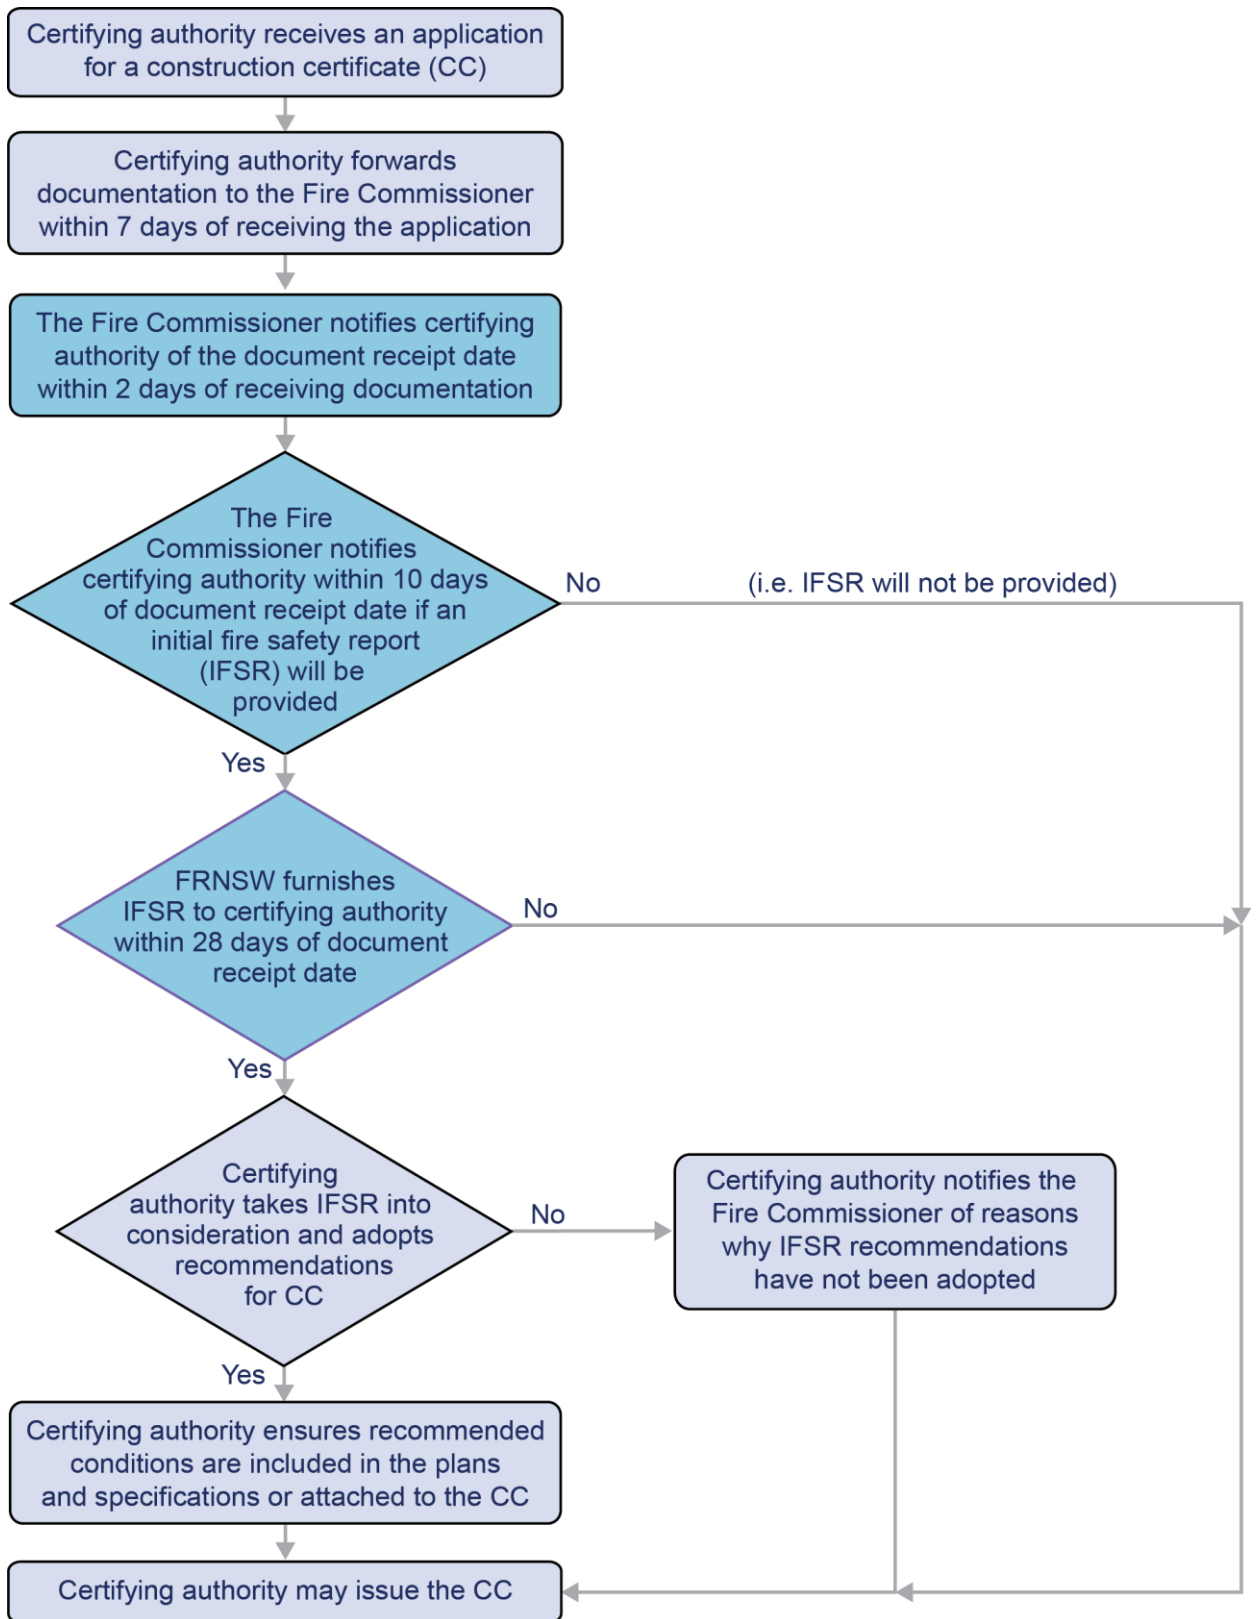 Certifying authority receives an application
for a construction certificate (CC)
Certifying authority forwards
documentation to the Fire Commissioner
within 7 days of receiving the application
The Fire Commissioner notifies certifying
authority of the document receipt date
within 2 days of receiving documentation
The Fire
Commissioner notifies
certifying authority within 10 days
of document receipt date if an
initial fire safety report
(IFSR) will be
provided
No
(i.e. IFSR will not be provided)
Yes
FRNSW furnishes
IFSR to certifying authority
within 28 days of document
receipt date
No
Yes
Certifying
authority takes IFSR into
consideration and adopts
recommendations
for CC
No
Certifying authority notifies the
Fire Commissioner of reasons
why IFSR recommendations
have not been adopted
Yes
Certifying authority ensures recommended
conditions are included in the plans
and specifications or attached to the CC
Certifying authority may issue the CC